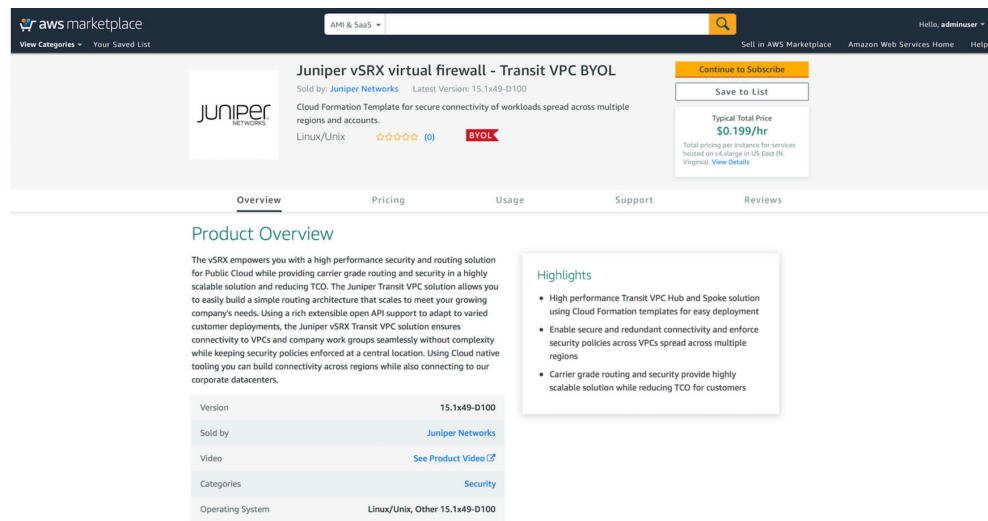 aws marketplace
AMI & SaaS
Hello, adminuser
View Categories
Your Saved List
Sell in AWS Marketplace
Amazon Web Services Home
Help
JUNIPER
NETWORKS
Juniper vSRX virtual firewall - Transit VPC BYOL
Sold by: Juniper Networks Latest Version: 15.1x49-D100
Cloud Formation Template for secure connectivity of workloads spread across multiple
regions and accounts.
Linux/Unix (0) BYOL
Continue to Subscribe
Save to List
Typical Total Price
$0.199/hr
Total pricing per instance for services
hosted on c4.xlarge in US East (N.
Virginia). View Details
Overview Pricing Usage Support Reviews
Product Overview
The vSRX empowers you with a high performance security and routing solution
for Public Cloud while providing carrier grade routing and security in a highly
scalable solution and reducing TCO. The Juniper Transit VPC solution allows you
to easily build a simple routing architecture that scales to meet your growing
company's needs. Using a rich extensible open API support to adapt to varied
customer deployments, the Juniper vSRX Transit VPC solution ensures
connectivity to VPCs and company work groups seamlessly without complexity
while keeping security policies enforced at a central location. Using Cloud native
tooling you can build connectivity across regions while also connecting to our
corporate datacenters.
Highlights
• High performance Transit VPC Hub and Spoke solution
using Cloud Formation templates for easy deployment
• Enable secure and redundant connectivity and enforce
security policies across VPCs spread across multiple
regions
• Carrier grade routing and security provide highly
scalable solution while reducing TCO for customers
Version 15.1x49-D100
Sold by Juniper Networks
Video See Product Video
Categories Security
Operating System Linux/Unix, Other 15.1x49-D100